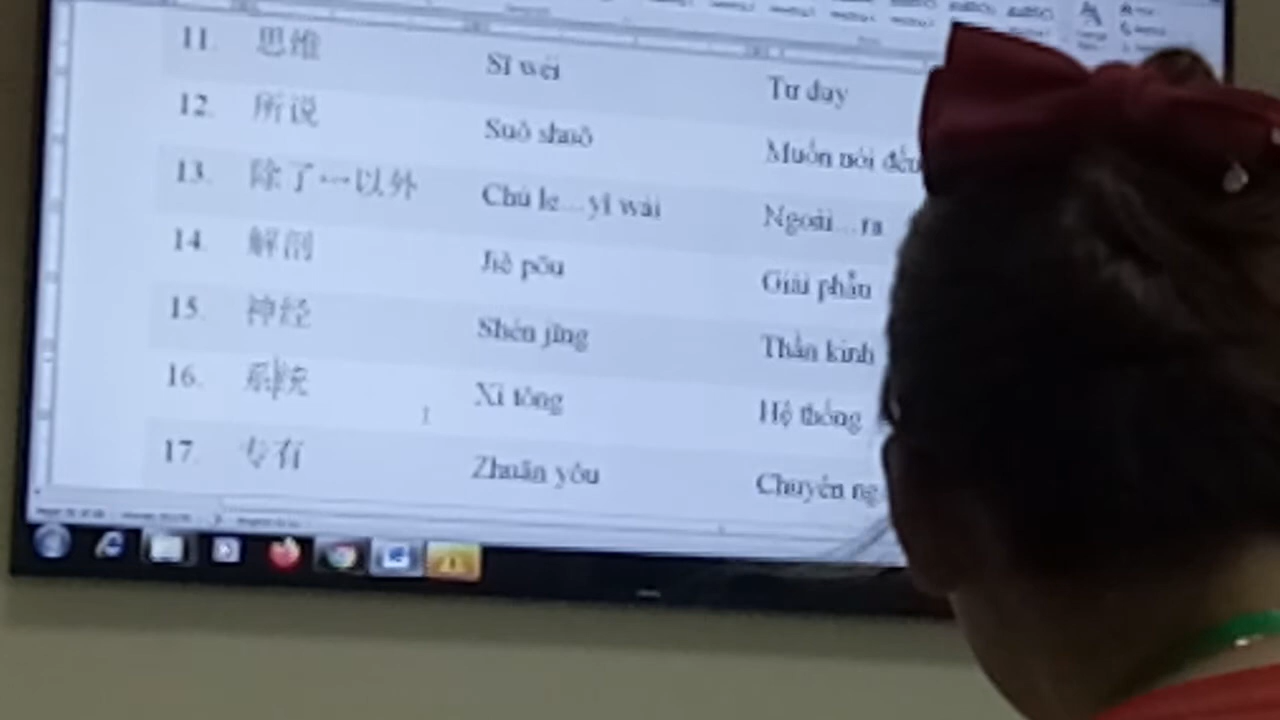 11. 思维 Sī wéi Tư duy
12. 所说 Suǒ shuō Muốn nói đến
13. 除了…以外 Chú le…yǐ wài Ngoài…ra
14. 解剖 Jiě pōu Giải phẫu
15. 神经 Shén jīng Thần kinh
16. 系统 Xì tǒng Hệ thống
17. 专有 Zhuān yǒu Chuyên